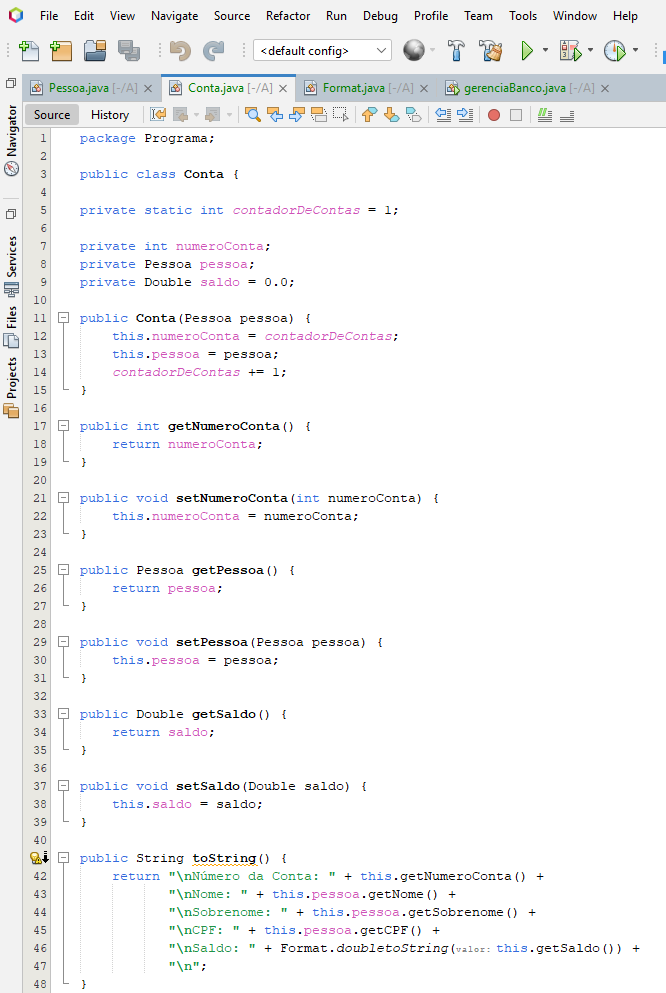 File Edit View Navigate Source Refactor Run Debug Profile Team Tools Window Help
<default config>
Pessoa.java [-/A] Conta.java [-/A] Format.java [-/A] gerenciaBanco.java [-/A]
Source History
Navigator
Services
Files
Projects
1 package Programa;
2
3 public class Conta {
4
5 private static int contadorDeContas = 1;
6
7 private int numeroConta;
8 private Pessoa pessoa;
9 private Double saldo = 0.0;
10
11 public Conta(Pessoa pessoa) {
12 this.numeroConta = contadorDeContas;
13 this.pessoa = pessoa;
14 contadorDeContas += 1;
15 }
16
17 public int getNumeroConta() {
18 return numeroConta;
19 }
20
21 public void setNumeroConta(int numeroConta) {
22 this.numeroConta = numeroConta;
23 }
24
25 public Pessoa getPessoa() {
26 return pessoa;
27 }
28
29 public void setPessoa(Pessoa pessoa) {
30 this.pessoa = pessoa;
31 }
32
33 public Double getSaldo() {
34 return saldo;
35 }
36
37 public void setSaldo(Double saldo) {
38 this.saldo = saldo;
39 }
40
public String toString() {
42 return "\nNúmero da Conta: " + this.getNumeroConta() +
43 "\nNome: " + this.pessoa.getNome() +
44 "\nSobrenome: " + this.pessoa.getSobrenome() +
45 "\nCPF: " + this.pessoa.getCPF() +
46 "\nSaldo: " + Format.doubletoString(valor: this.getSaldo()) +
47 "\n";
48 }